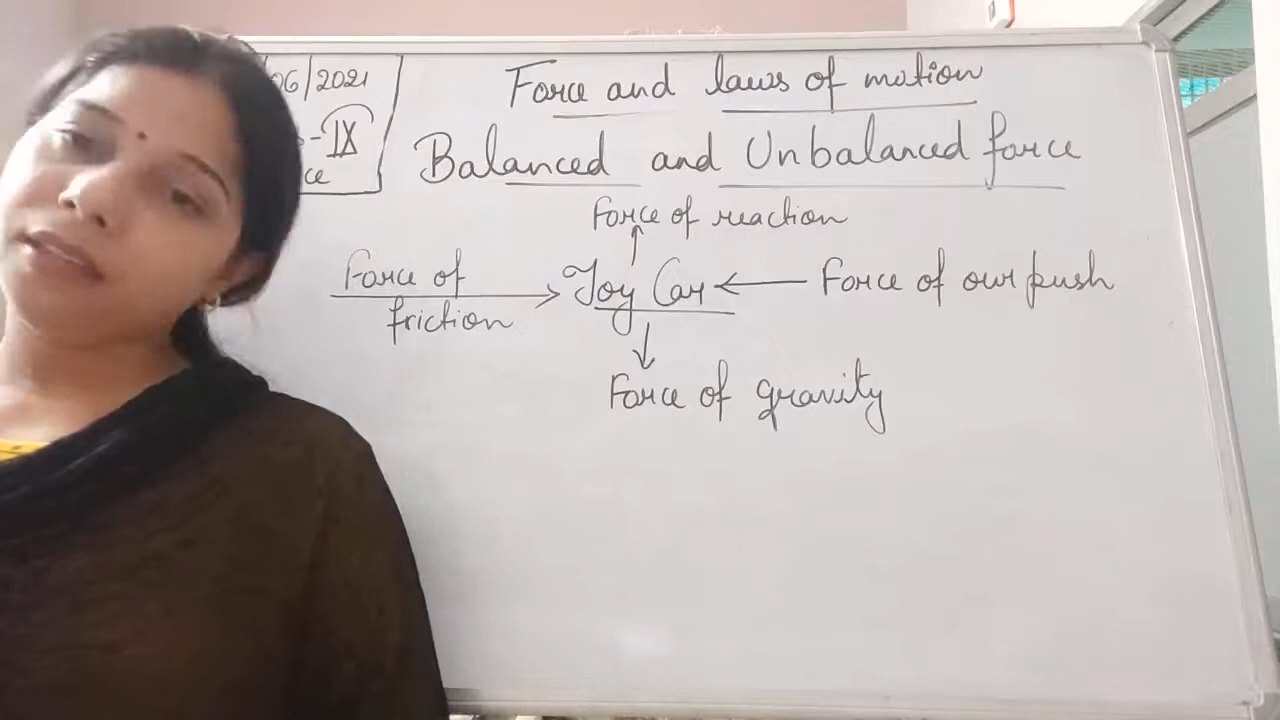 06/2021
IX
ce
Force and laws of motion
Balanced and Unbalanced force
Force of reaction
Force of friction
Toy Car
Force of our push
Force of gravity